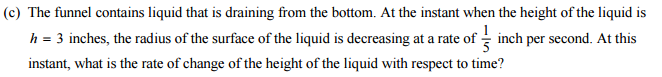 (c) The funnel contains liquid that is draining from the bottom. At the instant when the height of the liquid is
h = 3 inches, the radius of the surface of the liquid is decreasing at a rate of 1/5 inch per second. At this
instant, what is the rate of change of the height of the liquid with respect to time?